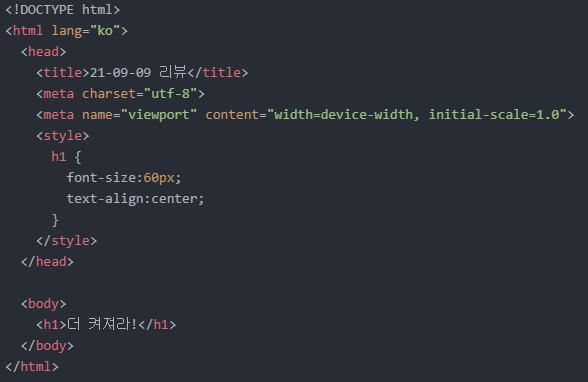 <!DOCTYPE html>
<html lang="ko">
<head>
<title>21-09-09 리뷰</title>
<meta charset="utf-8">
<meta name="viewport" content="width=device-width, initial-scale=1.0">
<style>
h1 {
font-size:60px;
text-align:center;
}
</style>
</head>
<body>
<h1>더 켜져라!</h1>
</body>
</html>